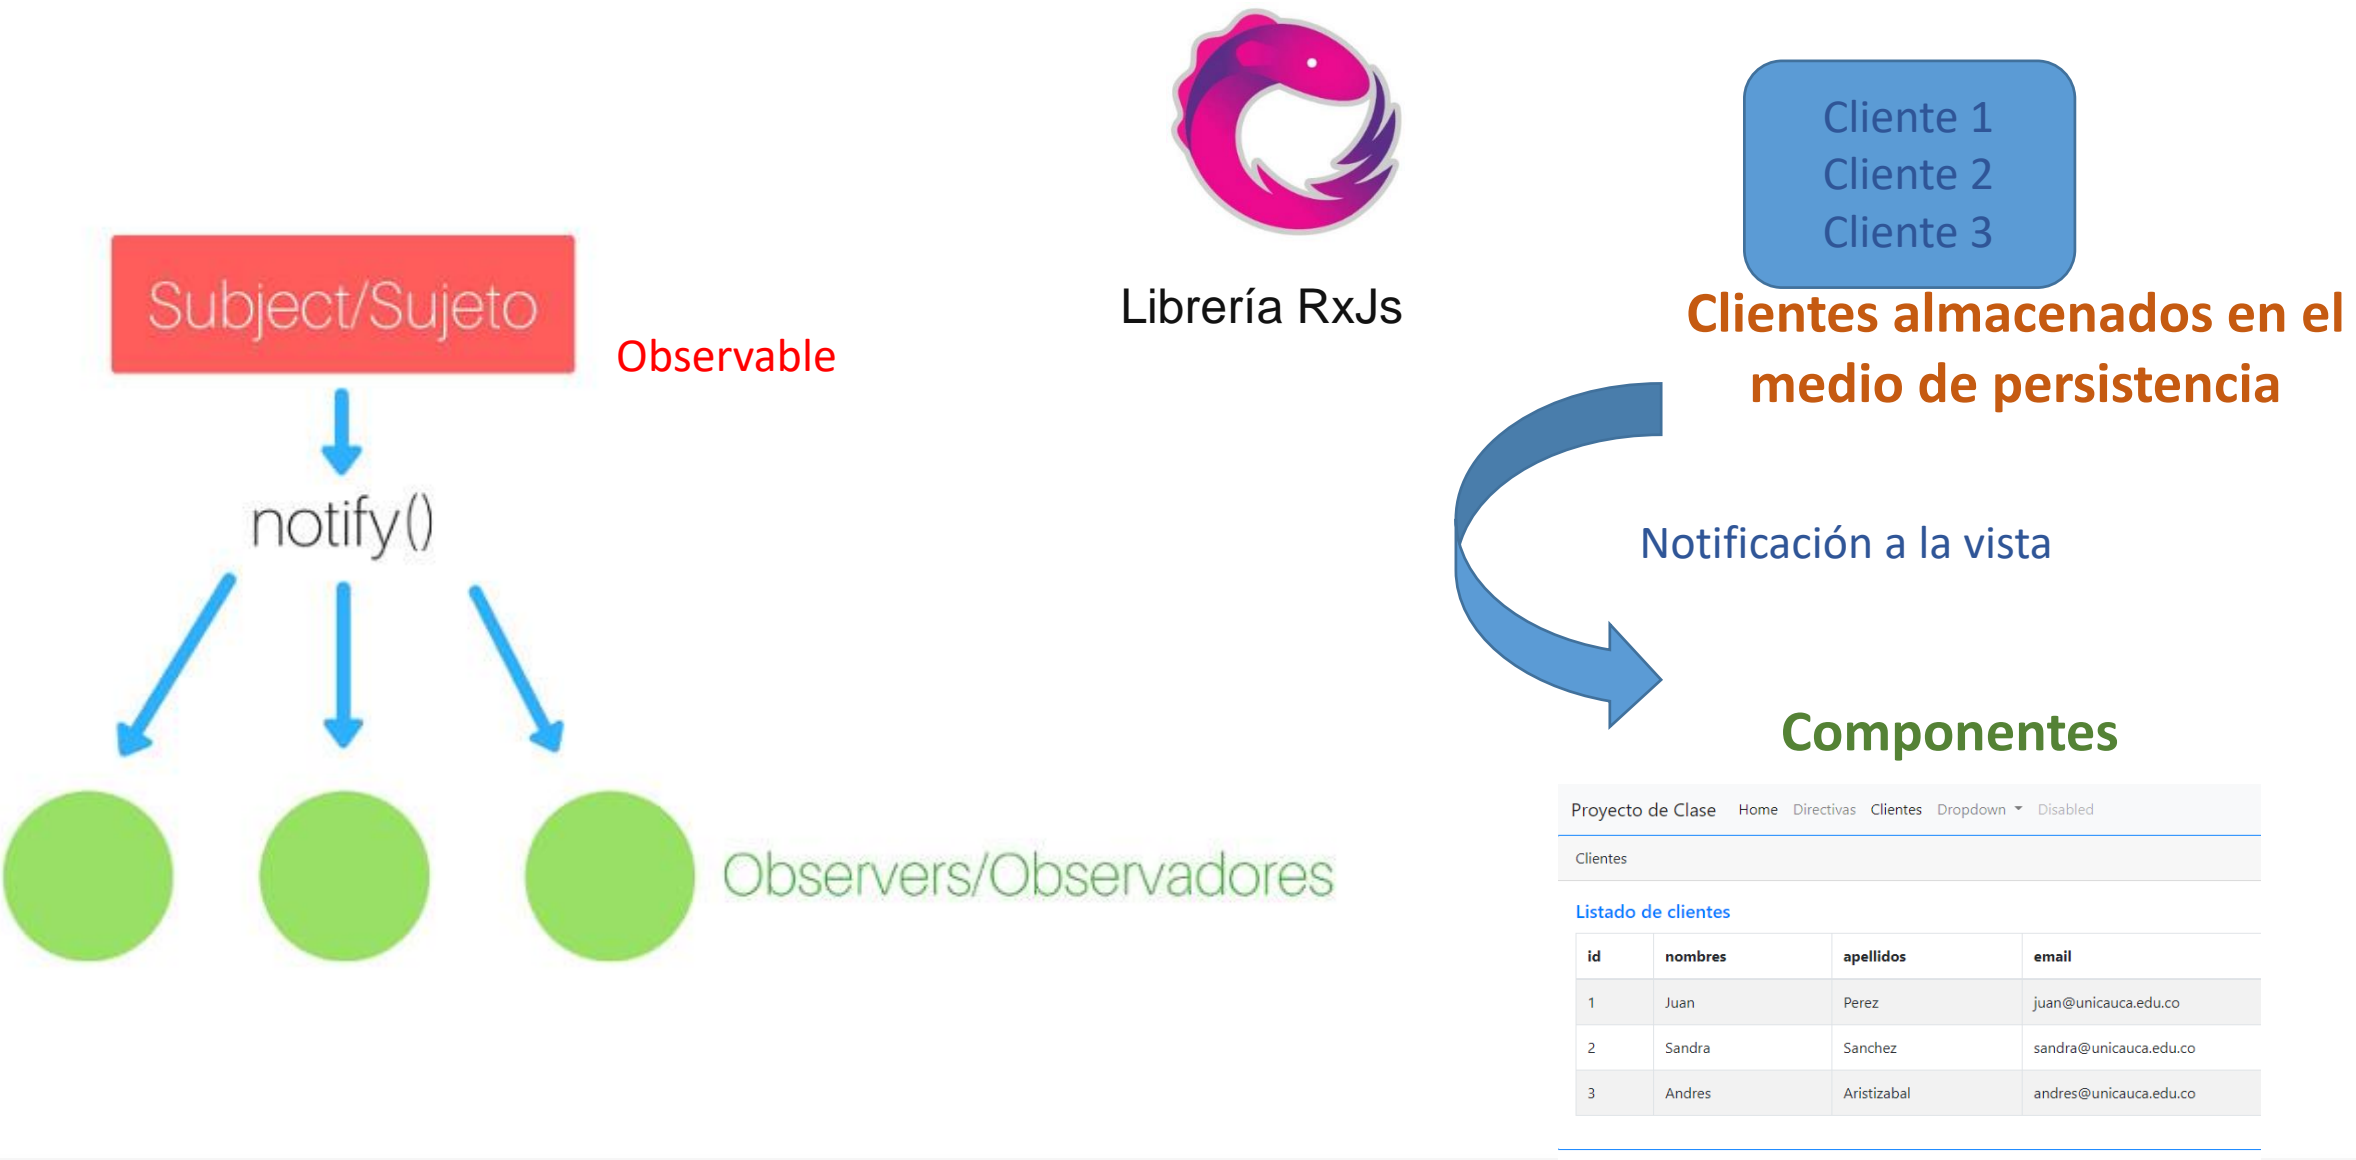 Subject/Sujeto
Observable
notify()
Observers/Observadores
Librería RxJs
Cliente 1
Cliente 2
Cliente 3
Clientes almacenados en el
medio de persistencia
Notificación a la vista
Componentes
Proyecto de Clase Home Directivas Clientes Dropdown Disabled
Clientes
Listado de clientes
id nombres apellidos email
1 Juan Perez juan@unicauca.edu.co
2 Sandra Sanchez sandra@unicauca.edu.co
3 Andres Aristizabal andres@unicauca.edu.co